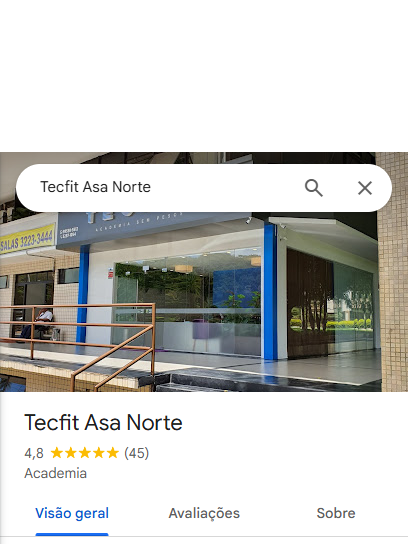 Tecfit Asa Norte
ACADEMIA SEM PESOS
SALAS 3223-3444
Tecfit Asa Norte
4,8 (45)
Academia
Visão geral
Avaliações
Sobre